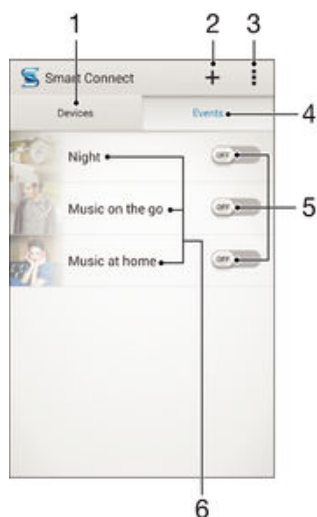 1 2 3
Smart Connect
Devices Events 4
Night OFF
Music on the go OFF 5
Music at home OFF
6